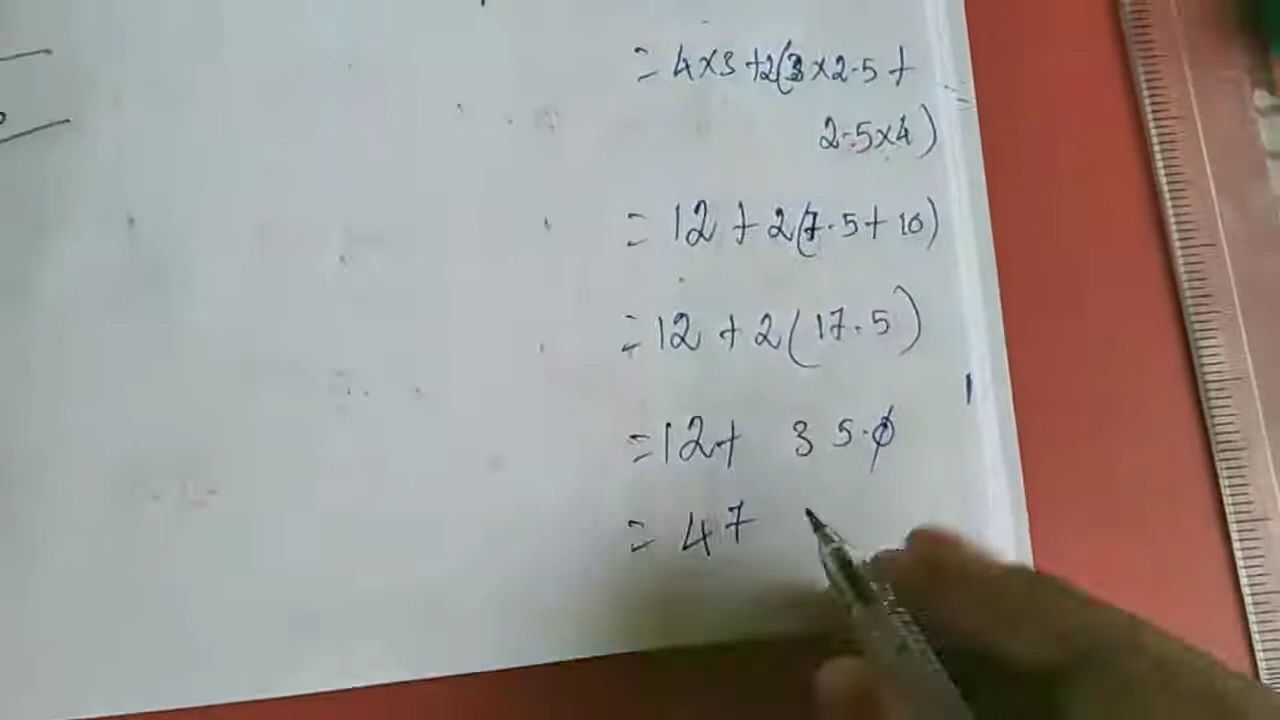 = 4×3 +2(3×2.5+
2.5×4)
= 12 + 2(7.5+10)
= 12 + 2(17.5)
= 12+ 35.0
= 47